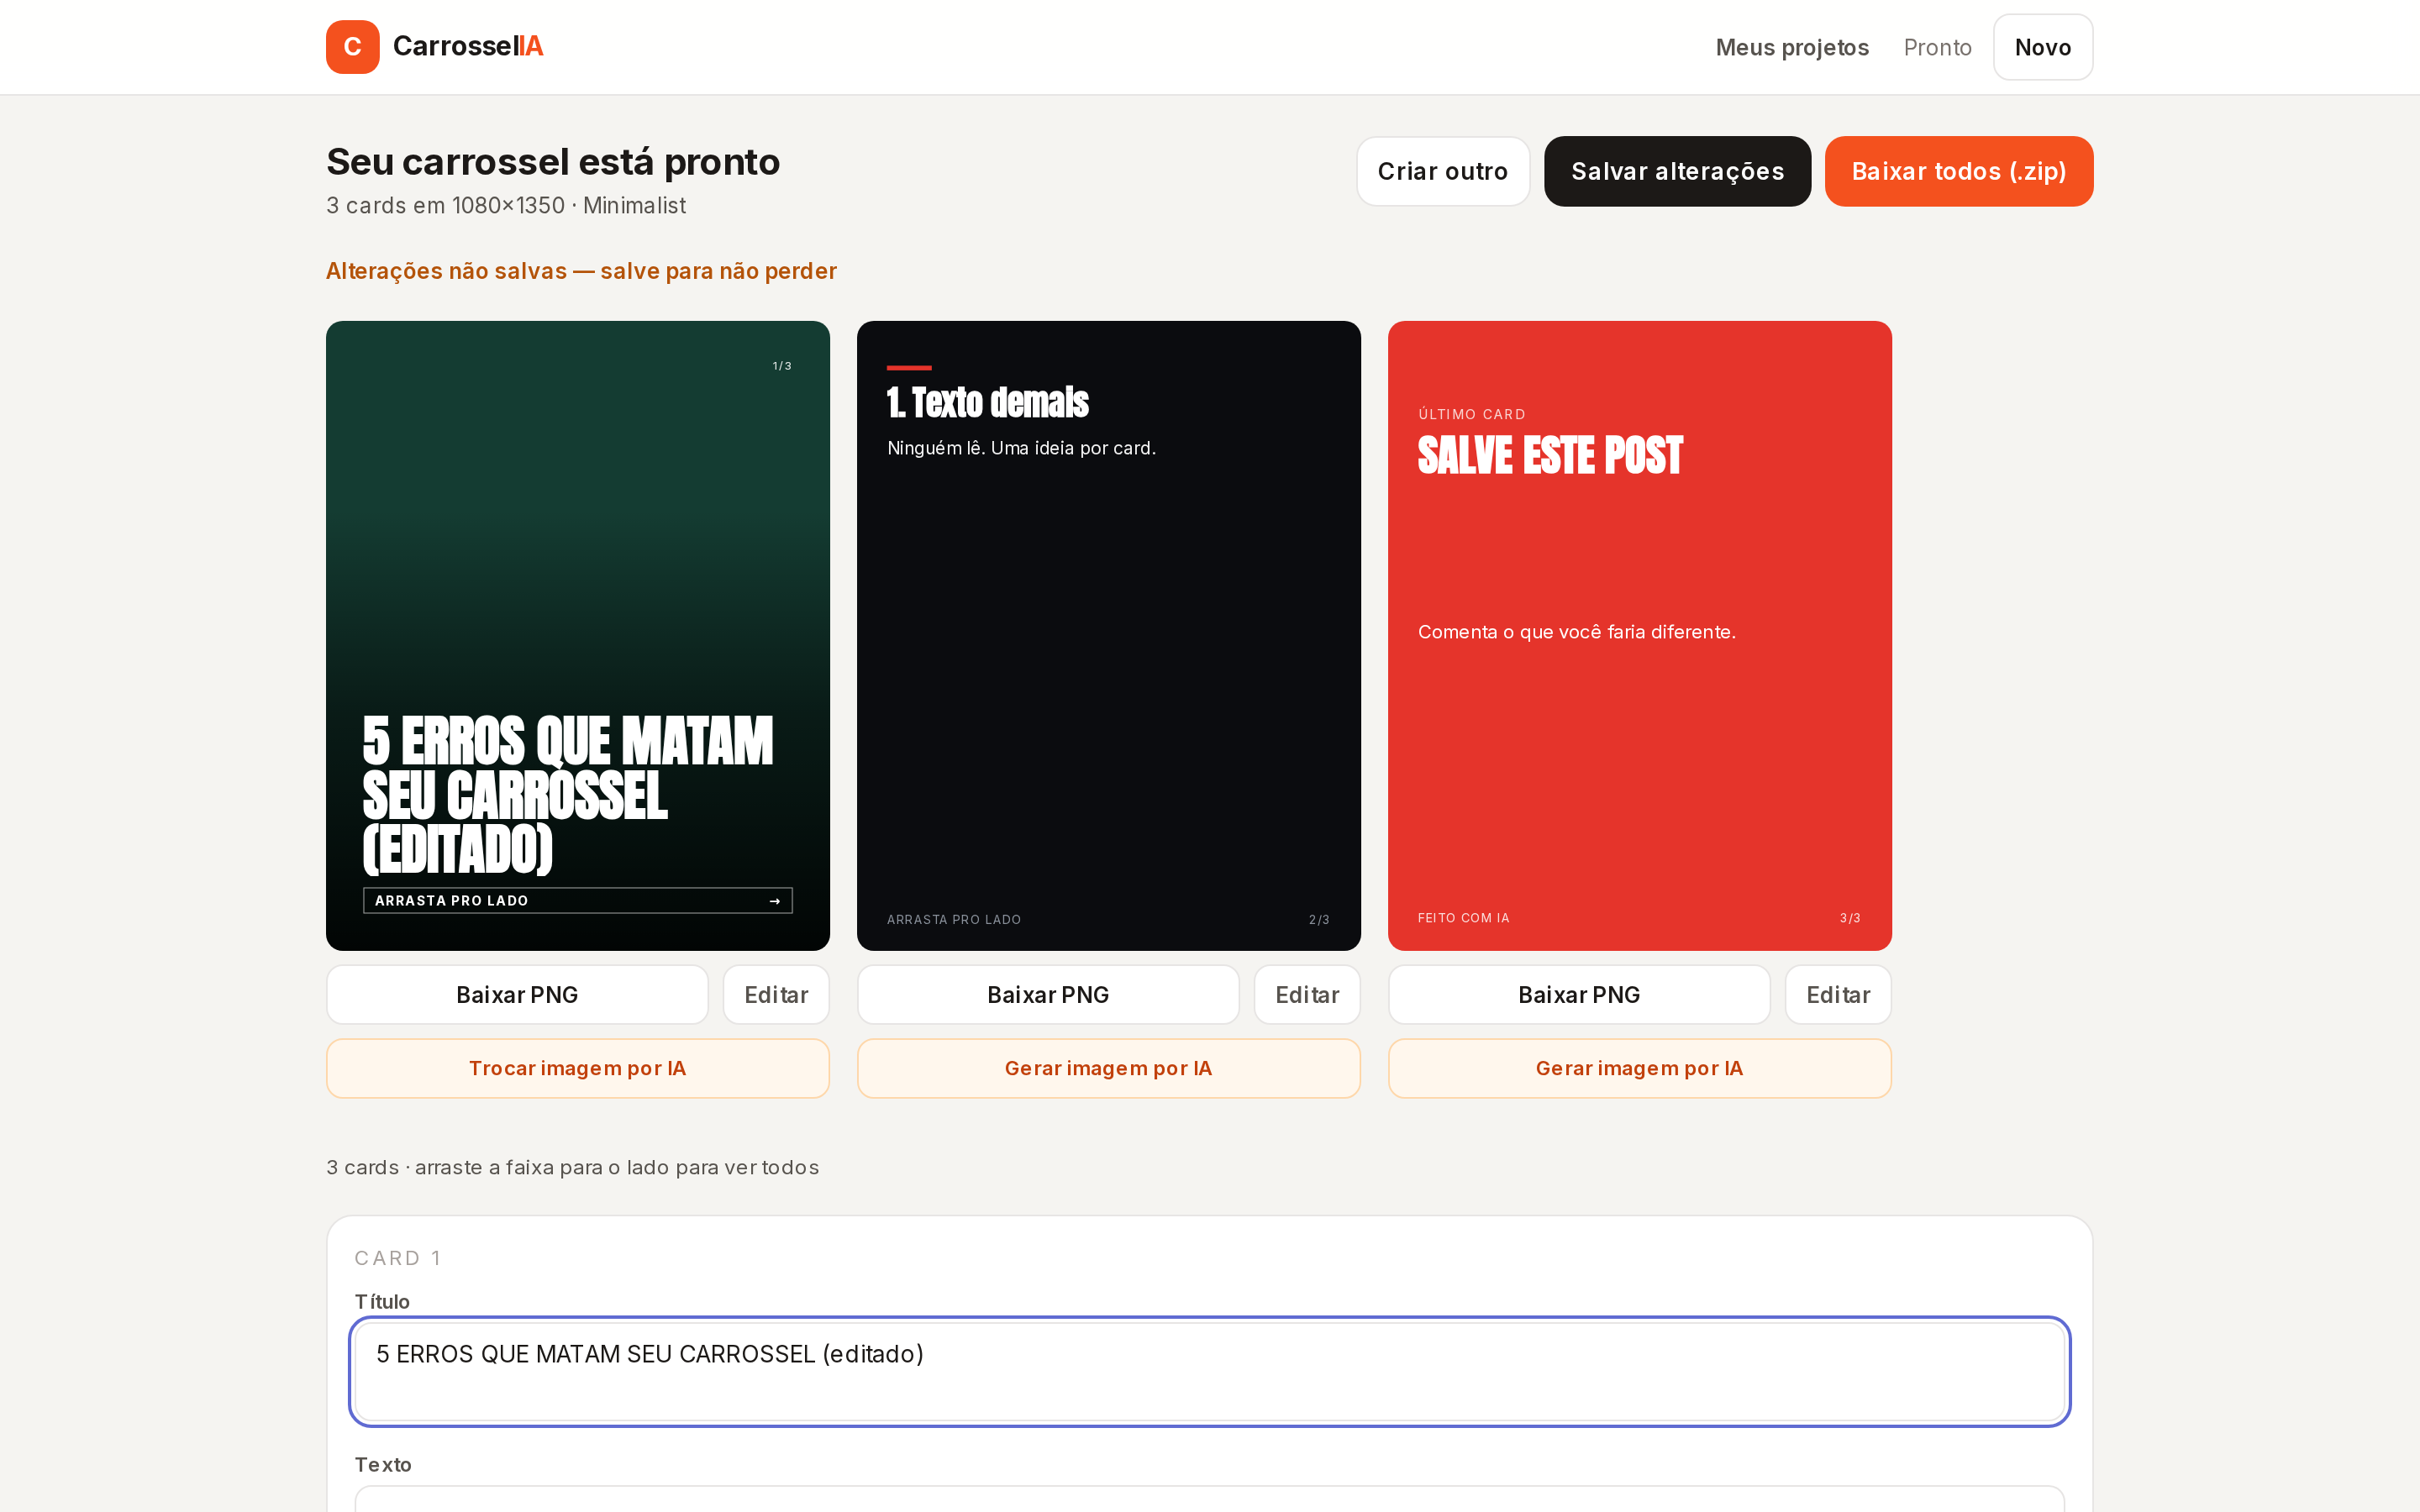 C CarrosselIA
Meus projetos Pronto Novo
Seu carrossel está pronto
3 cards em 1080×1350 · Minimalist
Criar outro Salvar alterações Baixar todos (.zip)
Alterações não salvas — salve para não perder
1/3
5 ERROS QUE MATAM
SEU CARROSSEL
(EDITADO)
ARRASTA PRO LADO →
1. Texto demais
Ninguém lê. Uma ideia por card.
ARRASTA PRO LADO 2/3
ÚLTIMO CARD
SALVE ESTE POST
Comenta o que você faria diferente.
FEITO COM IA 3/3
Baixar PNG Editar Baixar PNG Editar Baixar PNG Editar
Trocar imagem por IA Gerar imagem por IA Gerar imagem por IA
3 cards · arraste a faixa para o lado para ver todos
CARD 1
Título
5 ERROS QUE MATAM SEU CARROSSEL (editado)
Texto